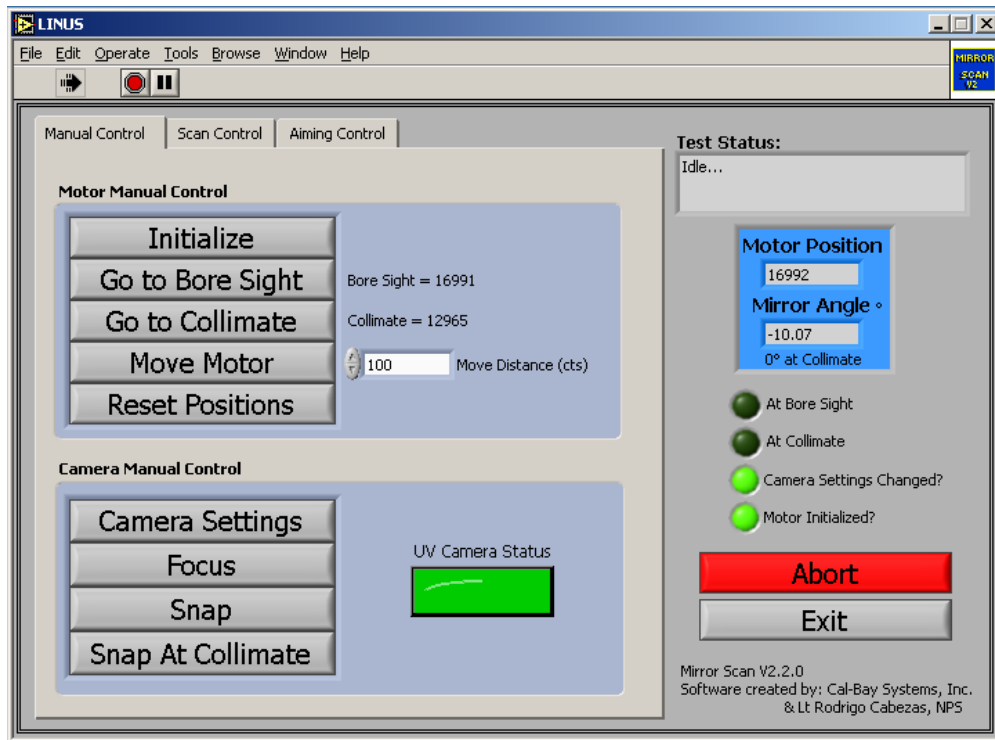 LINUS
File Edit Operate Tools Browse Window Help
MIRROR
SCAN
V2
Manual Control Scan Control Aiming Control
Motor Manual Control
Initialize
Go to Bore Sight
Bore Sight = 16991
Go to Collimate
Collimate = 12965
Move Motor
100 Move Distance (cts)
Reset Positions
Camera Manual Control
Camera Settings
Focus
Snap
Snap At Collimate
UV Camera Status
Test Status:
Idle...
Motor Position
16992
Mirror Angle °
-10.07
0° at Collimate
At Bore Sight
At Collimate
Camera Settings Changed?
Motor Initialized?
Abort
Exit
Mirror Scan V2.2.0
Software created by: Cal-Bay Systems, Inc.
& Lt Rodrigo Cabezas, NPS